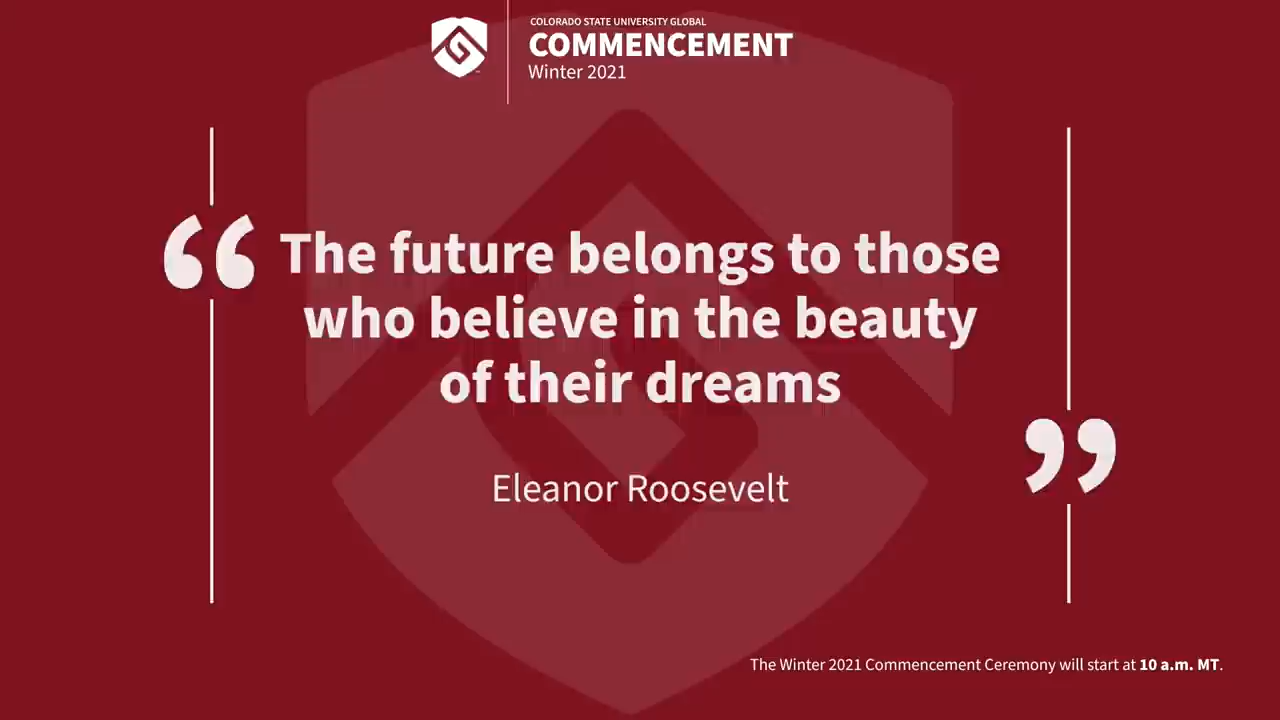 COLORADO STATE UNIVERSITY GLOBAL
COMMENCEMENT
Winter 2021
“The future belongs to those
who believe in the beauty
of their dreams”
Eleanor Roosevelt
The Winter 2021 Commencement Ceremony will start at 10 a.m. MT.